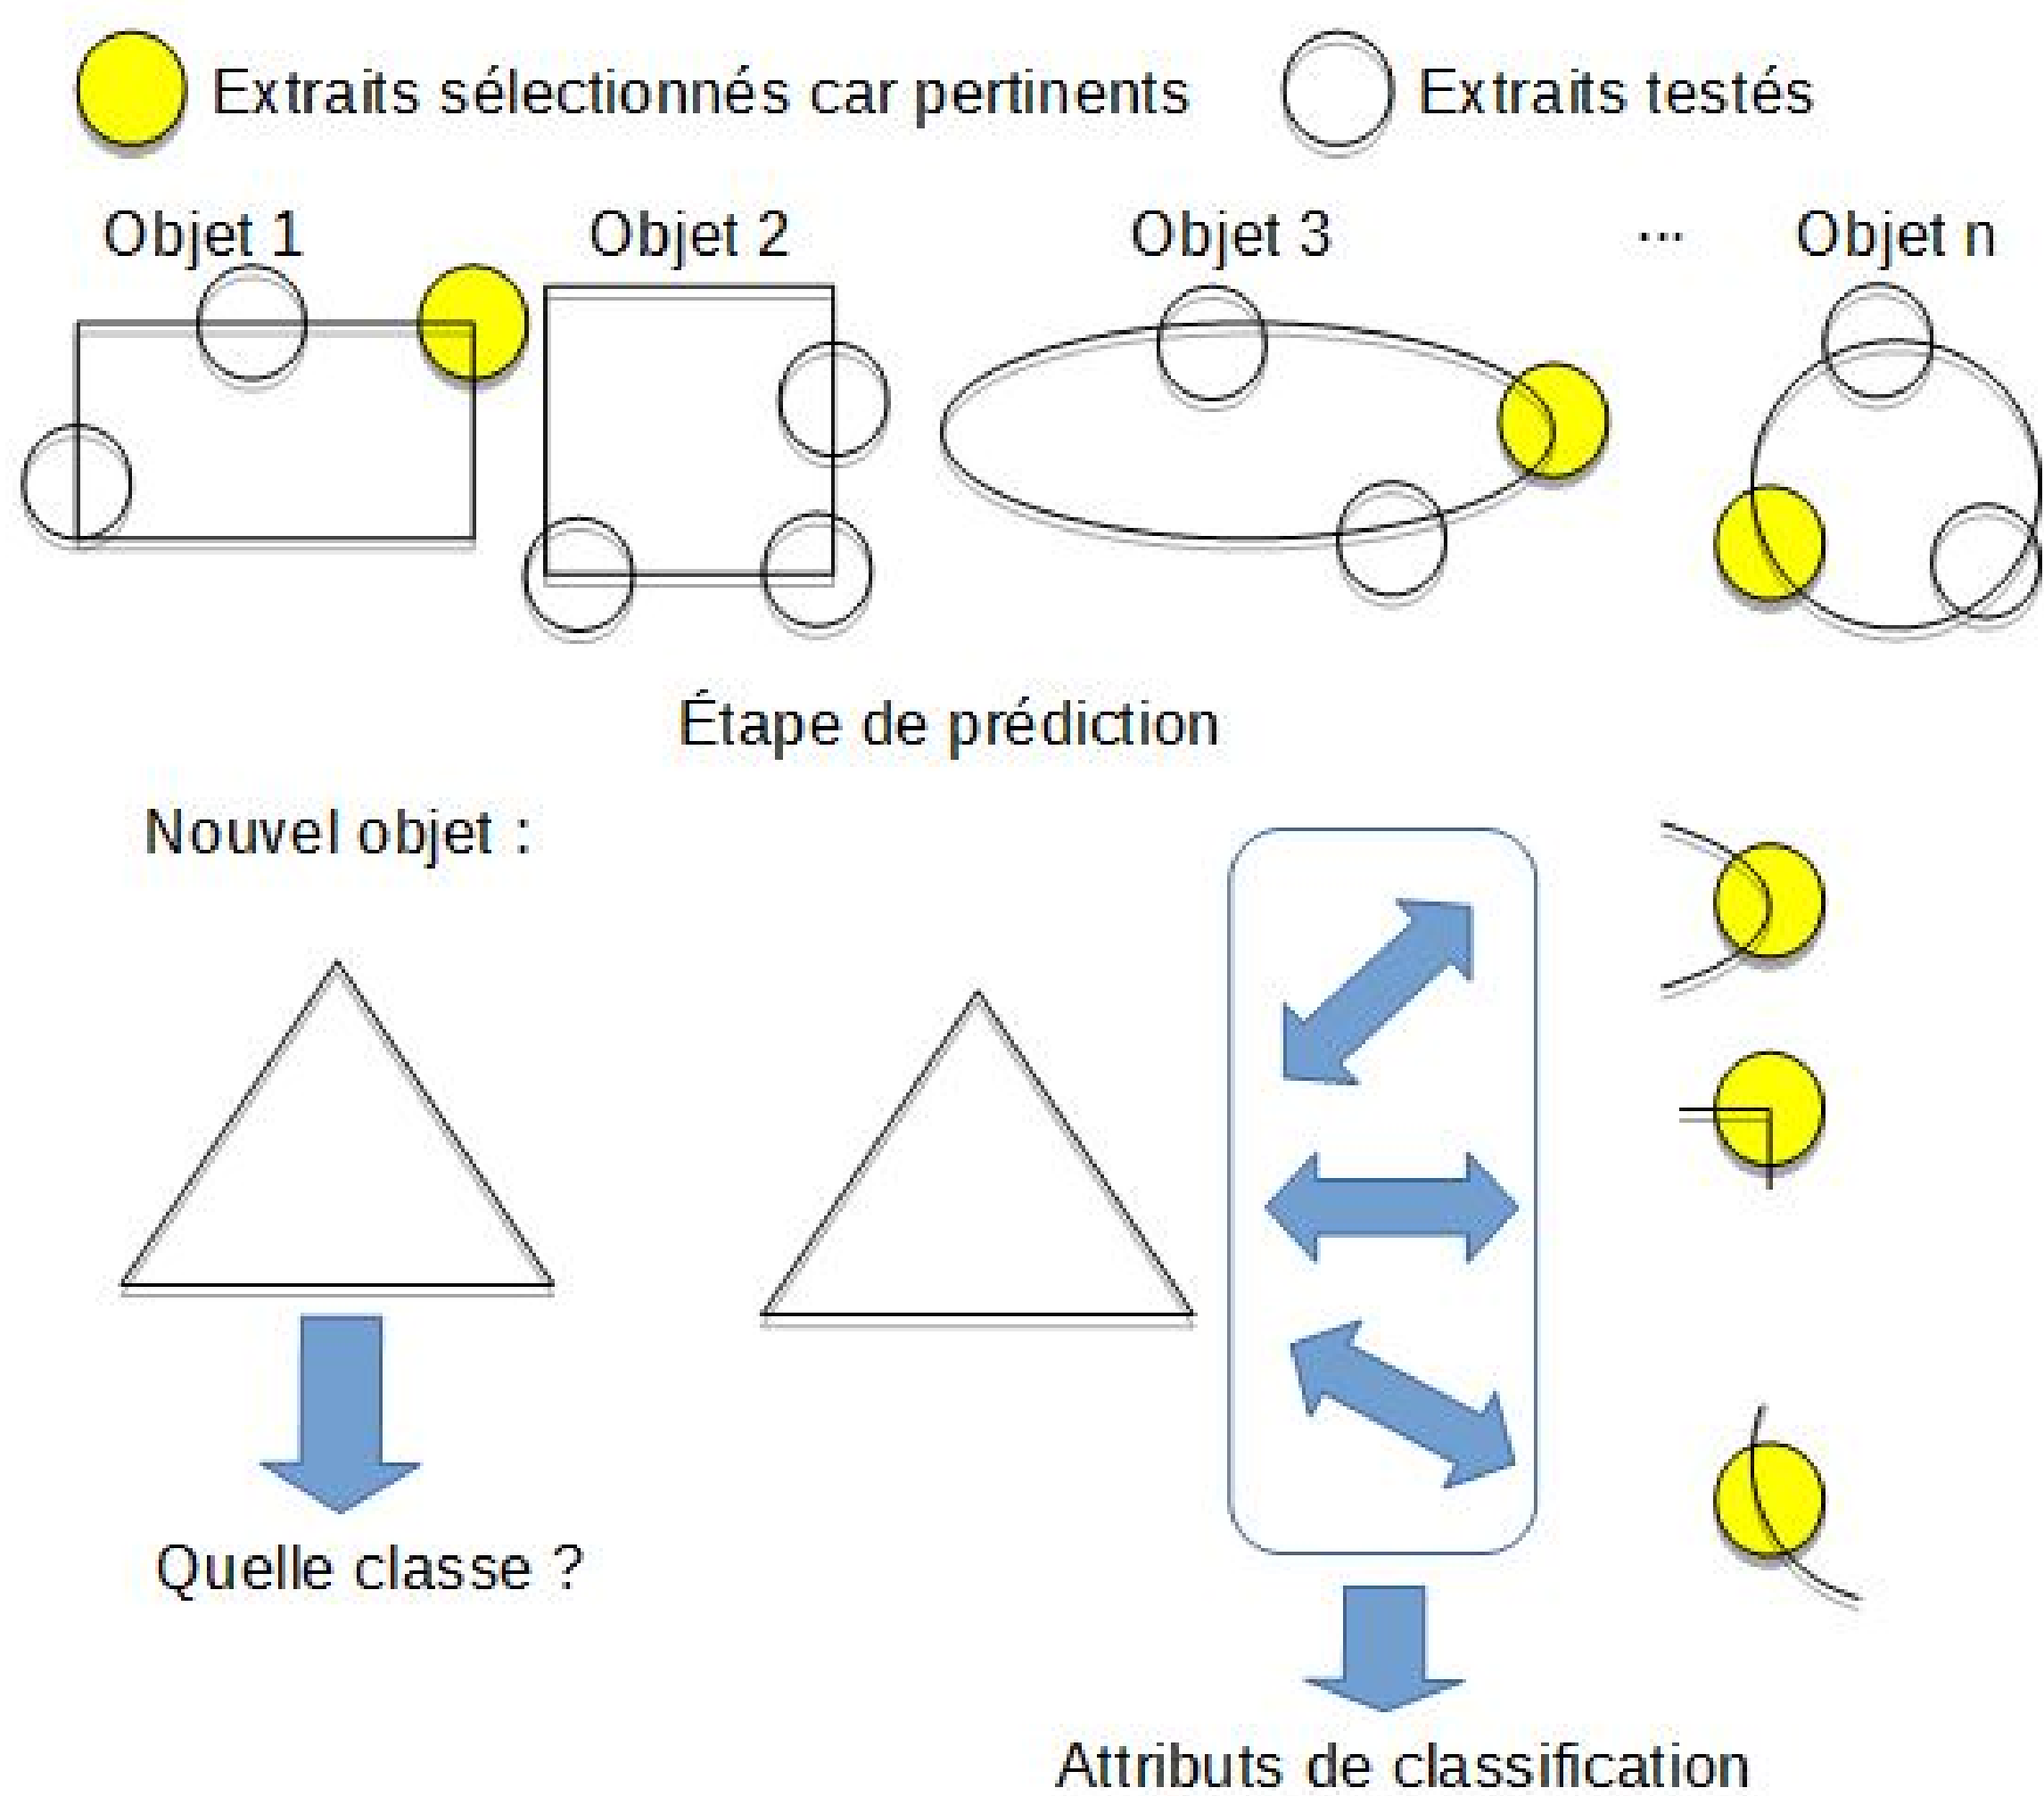 Extraits sélectionnés car pertinents
Extraits testés
Objet 1
Objet 2
Objet 3
...
Objet n
Étape de prédiction
Nouvel objet :
Quelle classe ?
Attributs de classification